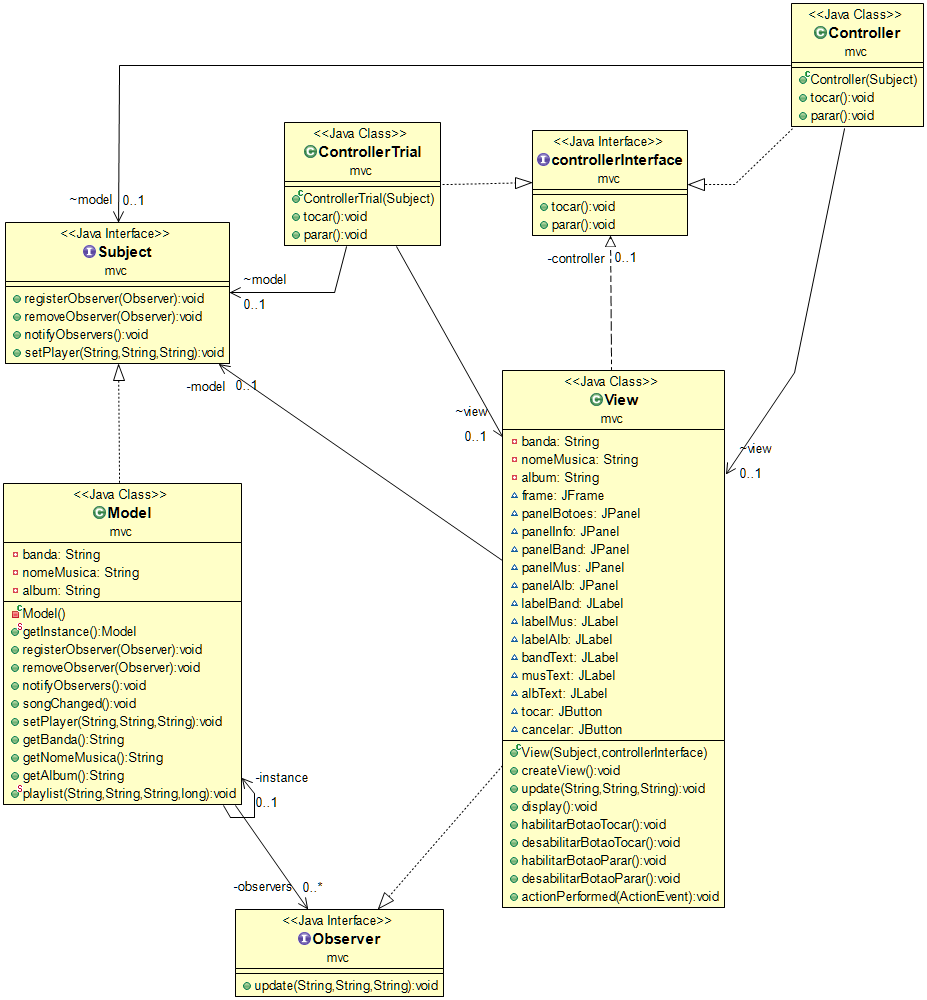 <<Java Class>>
Controller
mvc
Controller(Subject)
tocar():void
parar():void
<<Java Class>>
ControllerTrial
mvc
ControllerTrial(Subject)
tocar():void
parar():void
<<Java Interface>>
controllerInterface
mvc
tocar():void
parar():void
~model 0..1
<<Java Interface>>
Subject
mvc
registerObserver(Observer):void
removeObserver(Observer):void
notifyObservers():void
setPlayer(String,String,String):void
~model
0..1
-controller 0..1
-model 0..1
~view
0..1
~view
0..1
<<Java Class>>
View
mvc
banda: String
nomeMusica: String
album: String
frame: JFrame
panelBotoes: JPanel
panelInfo: JPanel
panelBand: JPanel
panelMus: JPanel
panelAlb: JPanel
labelBand: JLabel
labelMus: JLabel
labelAlb: JLabel
bandText: JLabel
musText: JLabel
albText: JLabel
tocar: JButton
cancelar: JButton
View(Subject,controllerInterface)
createView():void
update(String,String,String):void
display():void
habilitarBotaoTocar():void
desabilitarBotaoTocar():void
habilitarBotaoParar():void
desabilitarBotaoParar():void
actionPerformed(ActionEvent):void
<<Java Class>>
Model
mvc
banda: String
nomeMusica: String
album: String
Model()
getInstance():Model
registerObserver(Observer):void
removeObserver(Observer):void
notifyObservers():void
songChanged():void
setPlayer(String,String,String):void
getBanda():String
getNomeMusica():String
getAlbum():String
playlist(String,String,String,long):void
-instance
0..1
-observers 0..*
<<Java Interface>>
Observer
mvc
update(String,String,String):void